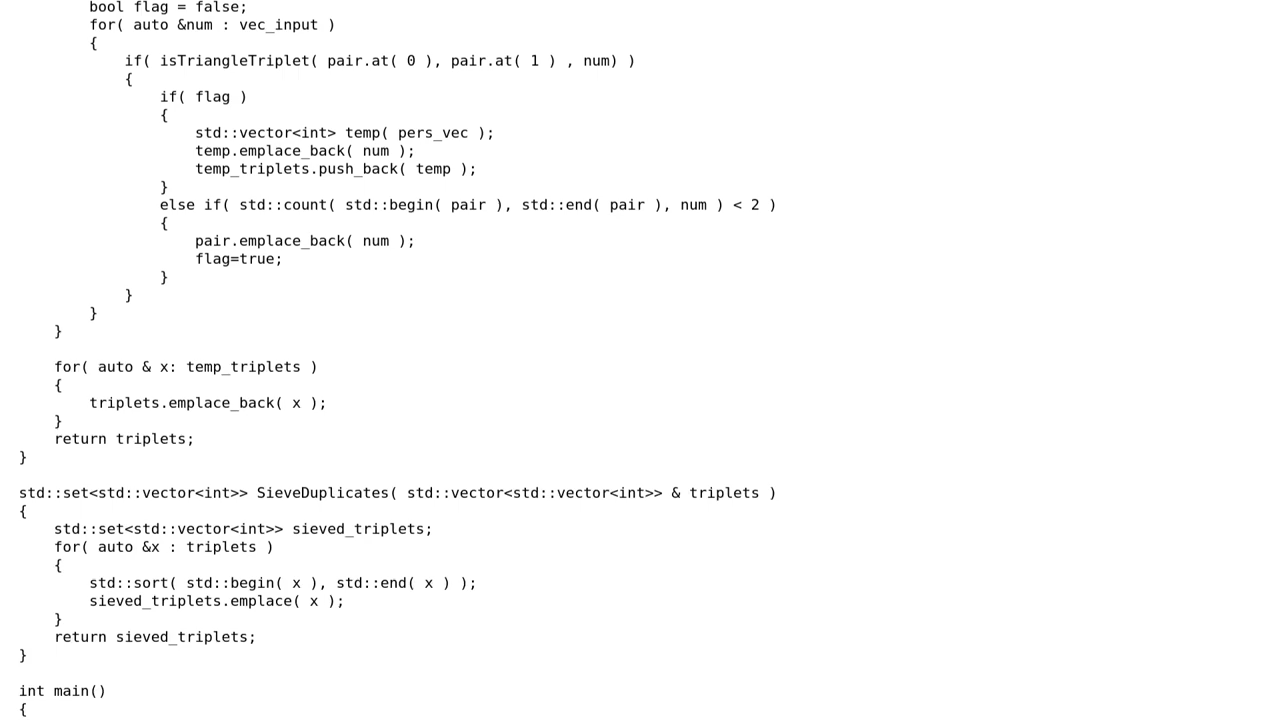 bool flag = false;
for( auto &num : vec_input )
{
if( isTriangleTriplet( pair.at( 0 ), pair.at( 1 ) , num) )
{
if( flag )
{
std::vector<int> temp( pers_vec );
temp.emplace_back( num );
temp_triplets.push_back( temp );
}
else if( std::count( std::begin( pair ), std::end( pair ), num ) < 2 )
{
pair.emplace_back( num );
flag=true;
}
}
}
}
for( auto & x: temp_triplets )
{
triplets.emplace_back( x );
}
return triplets;
}
std::set<std::vector<int>> SieveDuplicates( std::vector<std::vector<int>> & triplets )
{
std::set<std::vector<int>> sieved_triplets;
for( auto &x : triplets )
{
std::sort( std::begin( x ), std::end( x ) );
sieved_triplets.emplace( x );
}
return sieved_triplets;
}
int main()
{